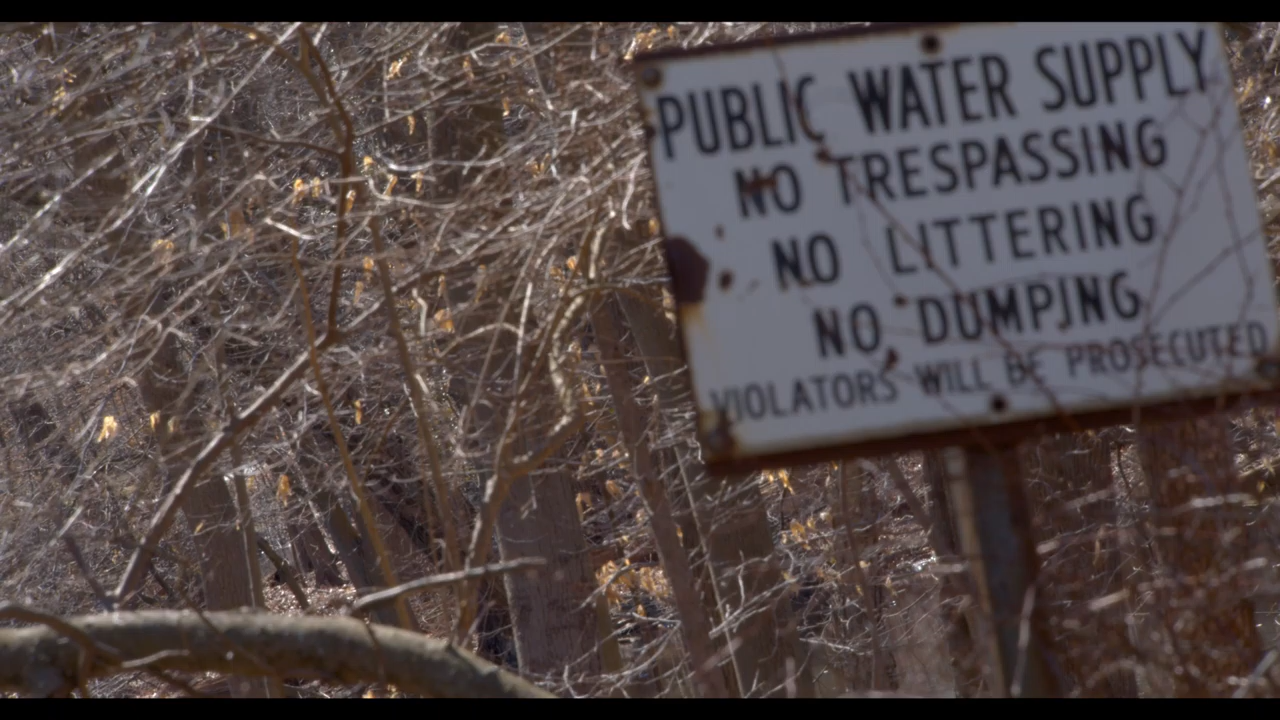 PUBLIC WATER SUPPLY
NO TRESPASSING
NO LITTERING
NO DUMPING
VIOLATORS WILL BE PROSECUTED